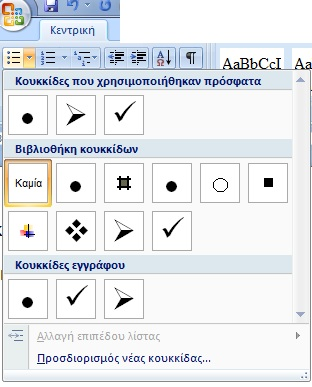 Κεντρική
AaBbCcI
Κουκκίδες που χρησιμοποιήθηκαν πρόσφατα
Βιβλιοθήκη κουκκίδων
Καμία
Κουκκίδες εγγράφου
Αλλαγή επιπέδου λίστας
Προσδιορισμός νέας κουκκίδας...